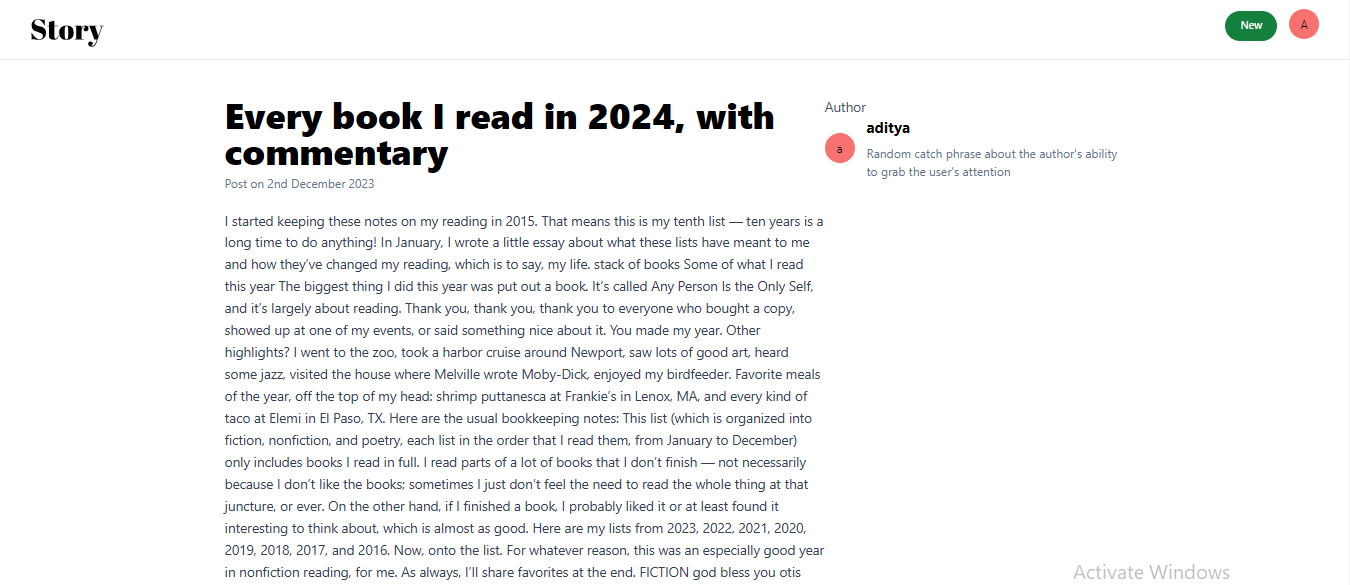 Story
New
A
Every book I read in 2024, with
commentary
Post on 2nd December 2023
I started keeping these notes on my reading in 2015. That means this is my tenth list — ten years is a
long time to do anything! In January, I wrote a little essay about what these lists have meant to me
and how they’ve changed my reading, which is to say, my life. stack of books Some of what I read
this year The biggest thing I did this year was put out a book. It’s called Any Person Is the Only Self,
and it’s largely about reading. Thank you, thank you, thank you to everyone who bought a copy,
showed up at one of my events, or said something nice about it. You made my year. Other
highlights? I went to the zoo, took a harbor cruise around Newport, saw lots of good art, heard
some jazz, visited the house where Melville wrote Moby-Dick, enjoyed my birdfeeder. Favorite meals
of the year, off the top of my head: shrimp puttanesca at Frankie’s in Lenox, MA, and every kind of
taco at Elemi in El Paso, TX. Here are the usual bookkeeping notes: This list (which is organized into
fiction, nonfiction, and poetry, each list in the order that I read them, from January to December)
only includes books I read in full. I read parts of a lot of books that I don’t finish — not necessarily
because I don’t like the books; sometimes I just don’t feel the need to read the whole thing at that
juncture, or ever. On the other hand, if I finished a book, I probably liked it or at least found it
interesting to think about, which is almost as good. Here are my lists from 2023, 2022, 2021, 2020,
2019, 2018, 2017, and 2016. Now, onto the list. For whatever reason, this was an especially good year
in nonfiction reading, for me. As always, I’ll share favorites at the end. FICTION god bless you otis
Author
a
aditya
Random catch phrase about the author's ability
to grab the user's attention
Activate Windows